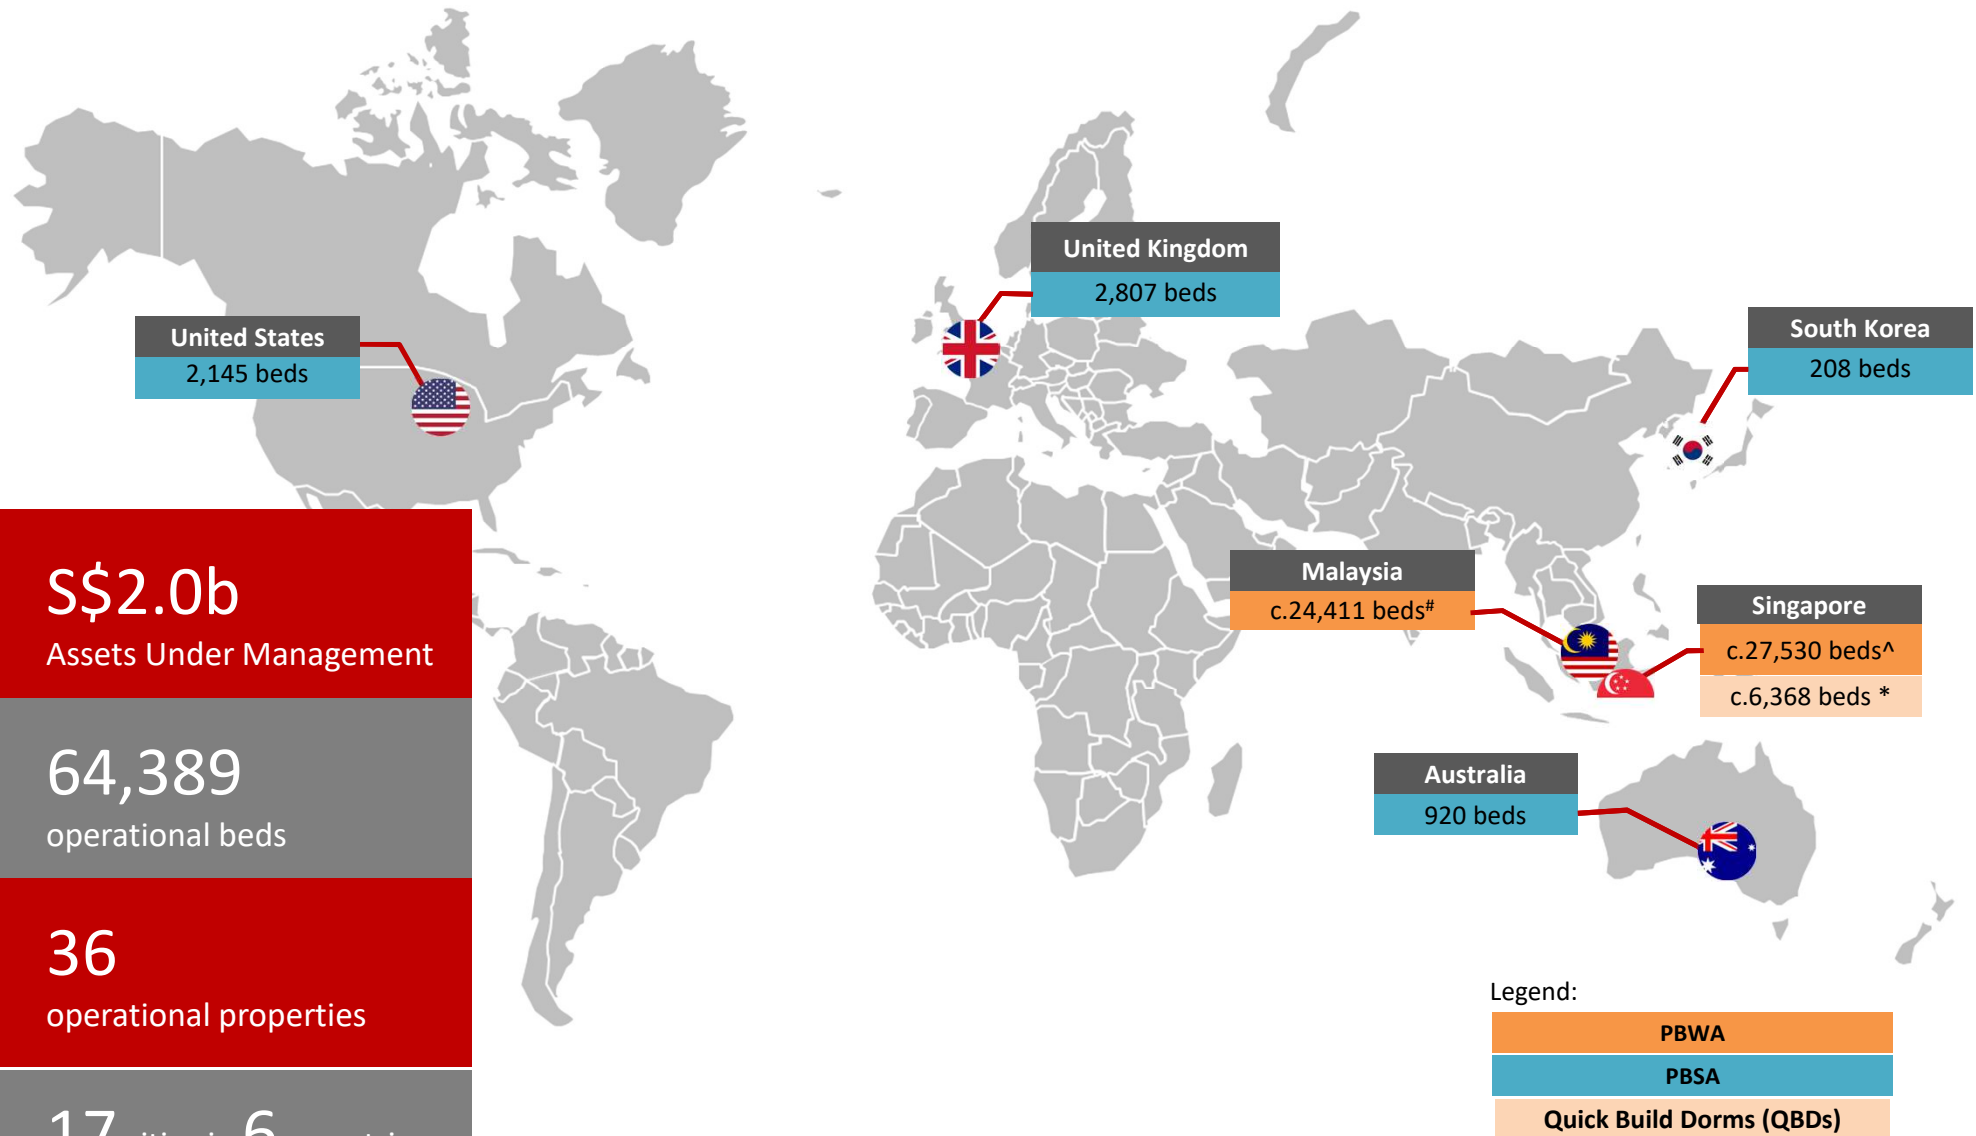 United Kingdom
2,807 beds
United States
2,145 beds
South Korea
208 beds
S$2.0b
Assets Under Management
Malaysia
c.24,411 beds#
Singapore
c.27,530 beds^
c.6,368 beds *
64,389
operational beds
Australia
920 beds
36
operational properties
Legend:
PBWA
PBSA
Quick Build Dorms (QBDs)
17 6